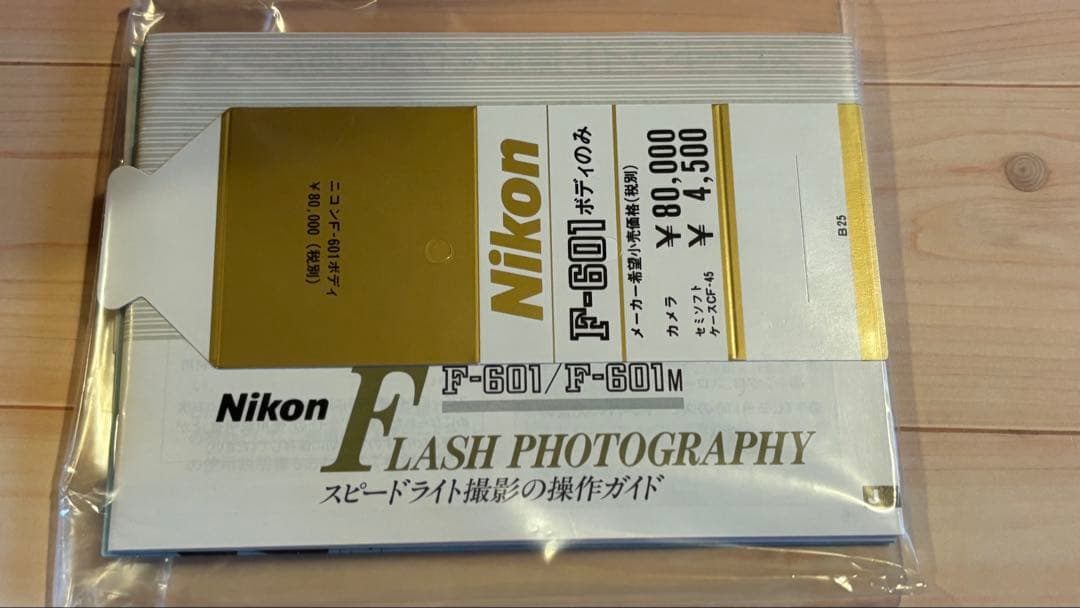 ニコンF-601ボディ
¥80,000（税別）
Nikon
F-601ボディのみ
メーカー希望小売価格(税別)
カメラ ¥80,000
セミソフト
ケースCF-45 ¥ 4,500
B25
F-601/F-601M
Nikon FLASH PHOTOGRAPHY
スピードライト撮影の操作ガイド